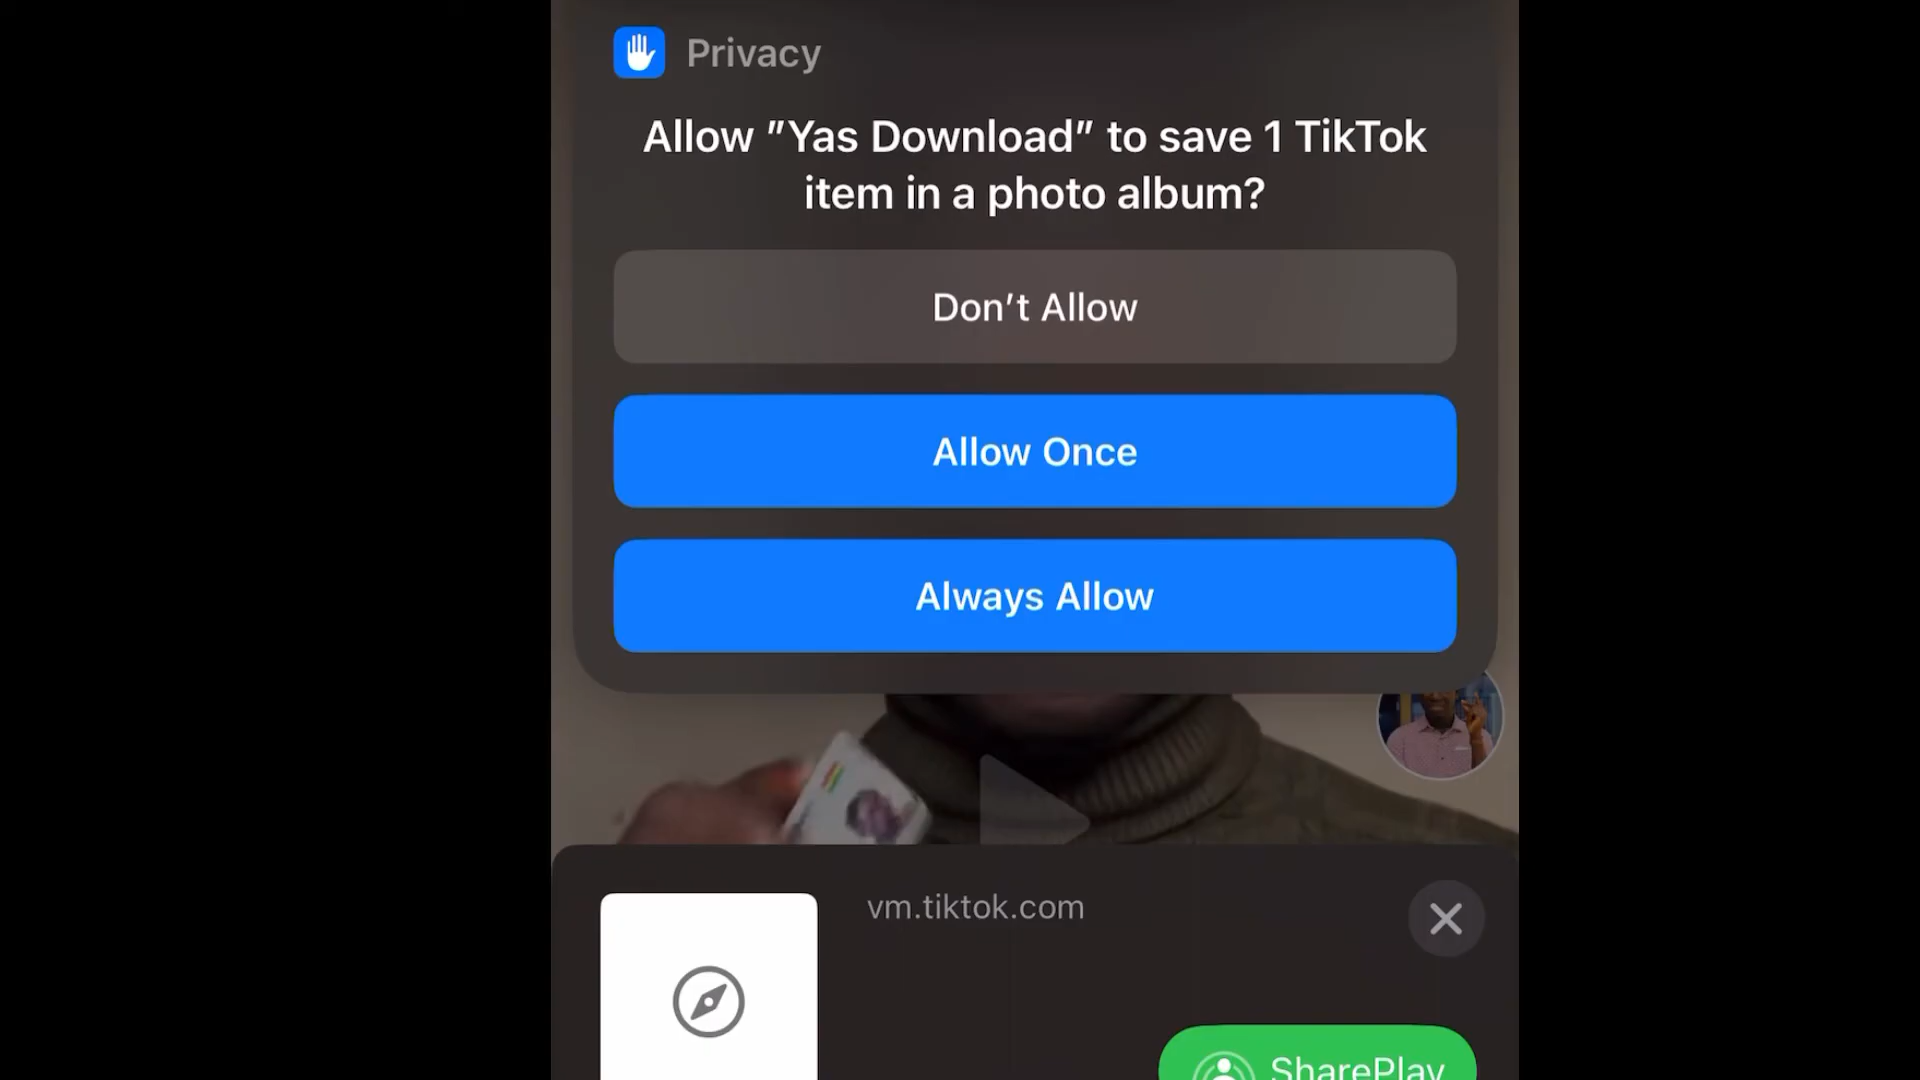 Privacy
Allow "Yas Download" to save 1 TikTok
item in a photo album?
Don't Allow
Allow Once
Always Allow
vm.tiktok.com
SharePlay